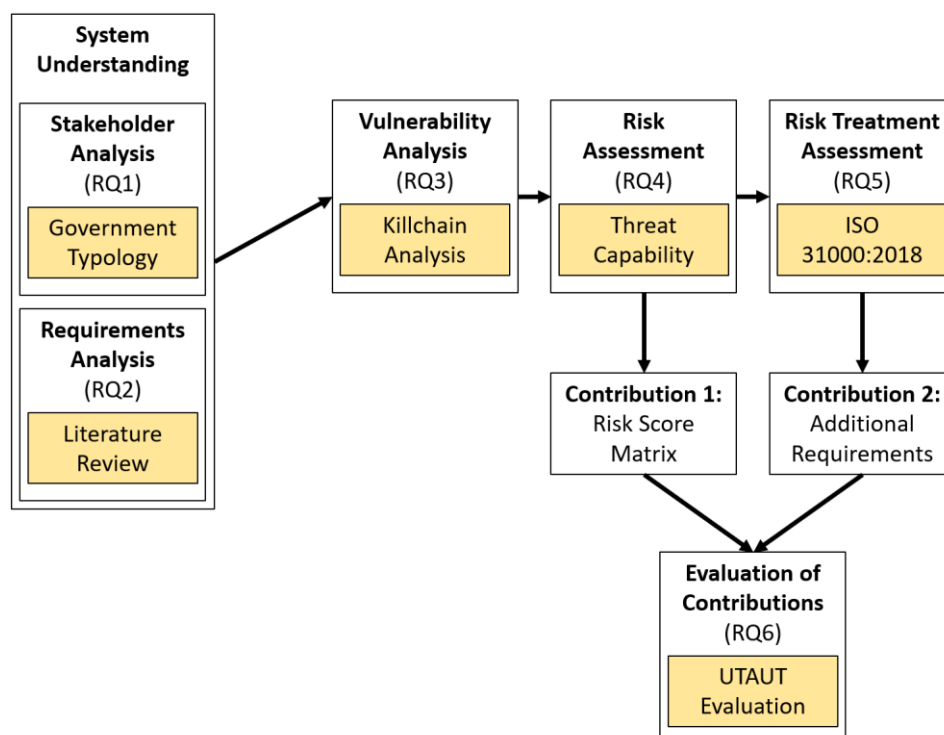 System
Understanding
Stakeholder
Analysis
(RQ1)
Government
Typology
Requirements
Analysis
(RQ2)
Literature
Review
Vulnerability
Analysis
(RQ3)
Killchain
Analysis
Risk
Assessment
(RQ4)
Threat
Capability
Risk Treatment
Assessment
(RQ5)
ISO
31000:2018
Contribution 1:
Risk Score
Matrix
Contribution 2:
Additional
Requirements
Evaluation of
Contributions
(RQ6)
UTAUT
Evaluation